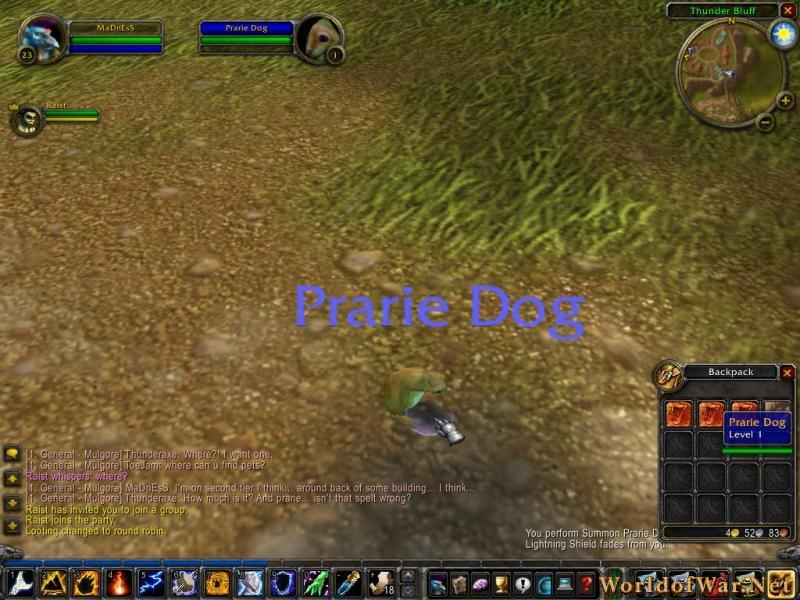 MaDnEsS
23
Prarie Dog
1
Thunder Bluff
N
Raist
Prarie Dog
Backpack
Prarie Dog
Level 1
[1. General - Mulgore] Thunderaxe: Where?! I want one.
[1. General - Mulgore] ToeJam: where can u find pets?
Raist whispers: where?
[1. General - Mulgore] MaDnEsS: I'm on second tier I think... around back of some building... I think...
[1. General - Mulgore] Thunderaxe: How much is it? And prarie... isn't that spelt wrong?
Raist has invited you to join a group.
Raist joins the party.
Looting changed to round robin.
4 52 83
You perform Summon Prarie D
Lightning Shield fades from you.
18
WorldofWar.Net